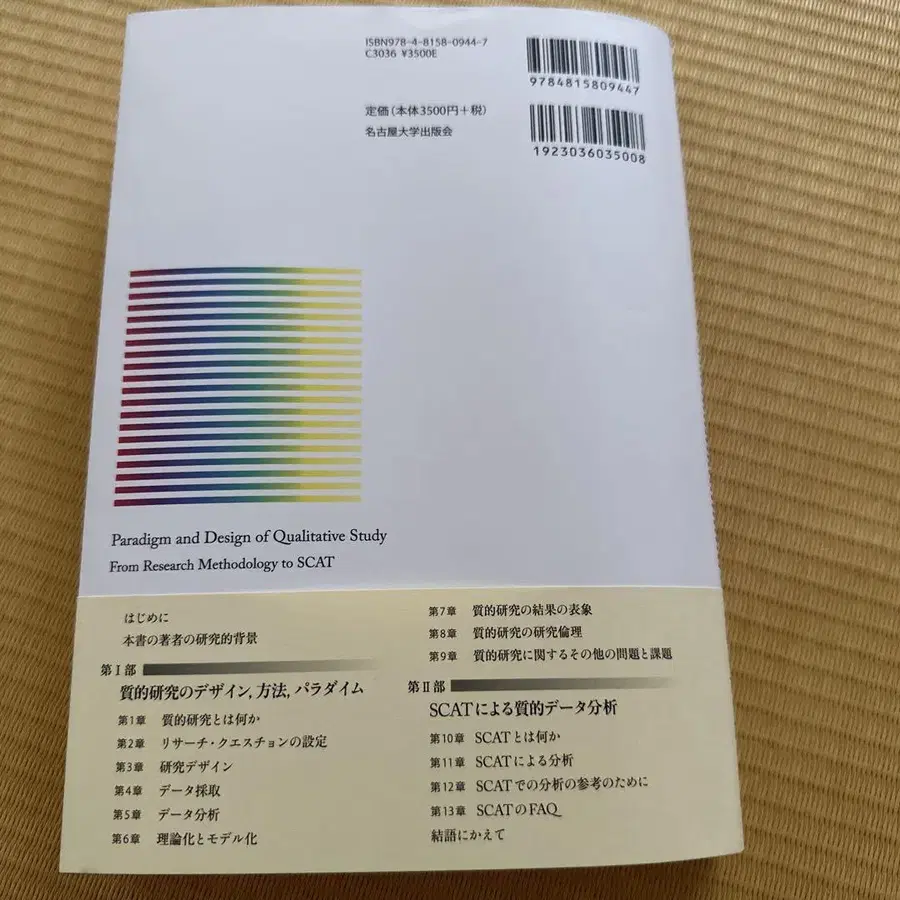 ISBN978-4-8158-0944-7
C3036 ¥3500E
定価(本体3500円+税)
名古屋大学出版会
9784815809447
1923036035008
Paradigm and Design of Qualitative Study
From Research Methodology to SCAT
はじめに
本書の著者の研究的背景
第Ⅰ部
質的研究のデザイン,方法,パラダイム
第1章 質的研究とは何か
第2章 リサーチ・クエスチョンの設定
第3章 研究デザイン
第4章 データ採取
第5章 データ分析
第6章 理論化とモデル化
第7章 質的研究の結果の表象
第8章 質的研究の研究倫理
第9章 質的研究に関するその他の問題と課題
第Ⅱ部
SCATによる質的データ分析
第10章 SCATとは何か
第11章 SCATによる分析
第12章 SCATでの分析の参考のために
第13章 SCATのFAQ
結語にかえて